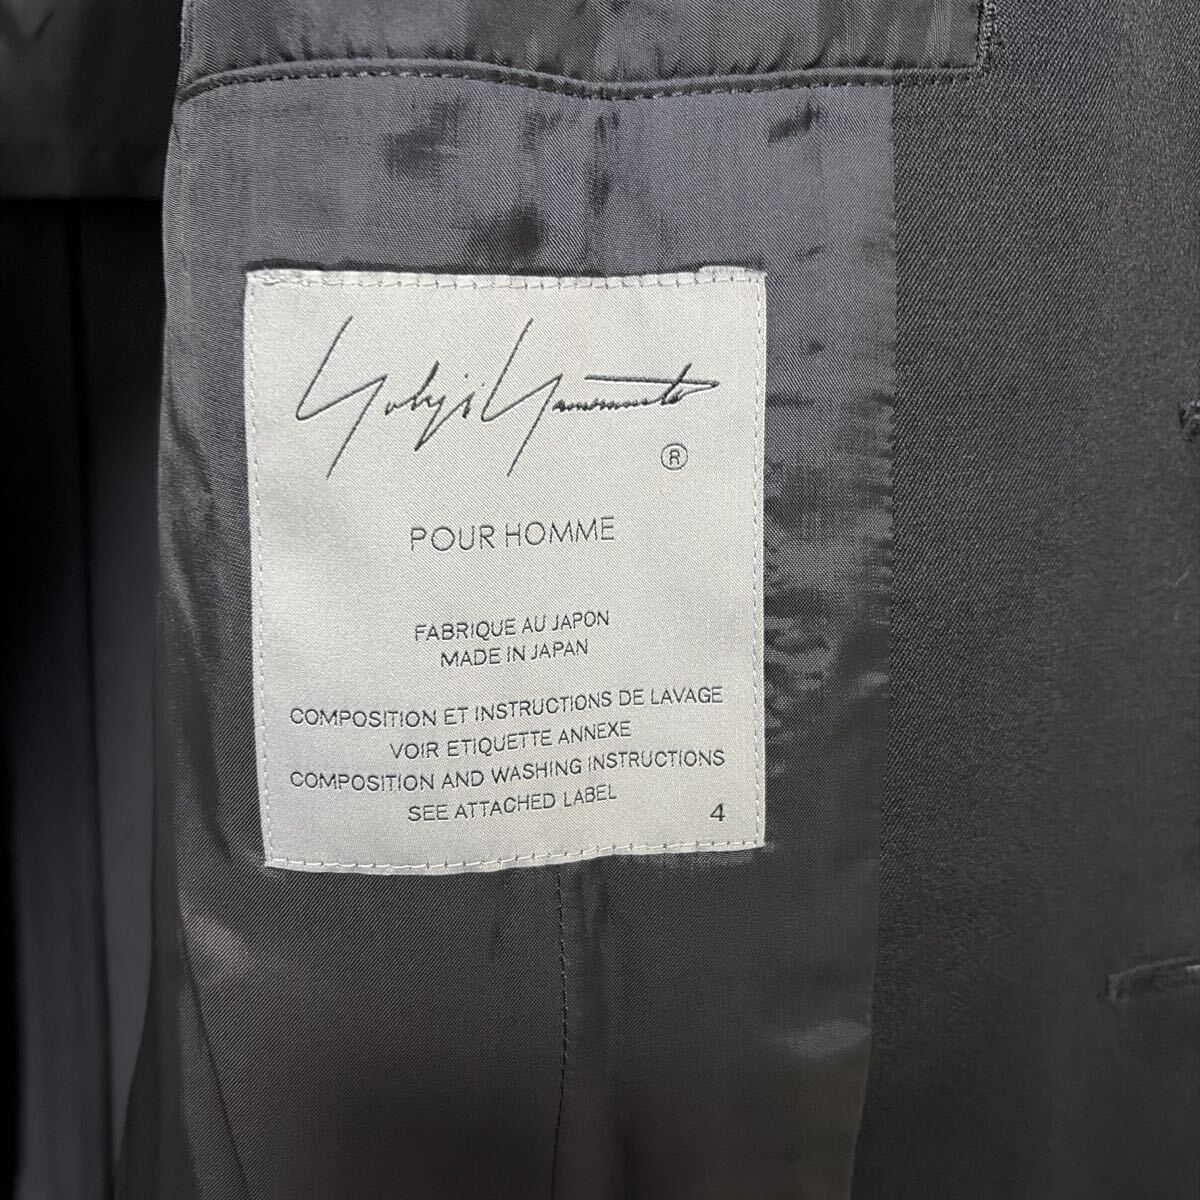 Yohji Yamamoto
®
POUR HOMME
FABRIQUE AU JAPON
MADE IN JAPAN
COMPOSITION ET INSTRUCTIONS DE LAVAGE
VOIR ETIQUETTE ANNEXE
COMPOSITION AND WASHING INSTRUCTIONS
SEE ATTACHED LABEL
4